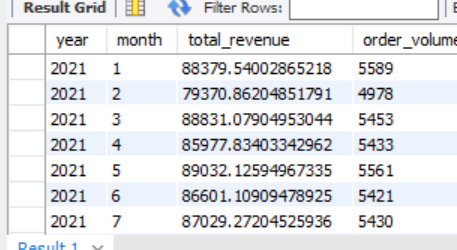 Result Grid Filter Rows:
year month total_revenue order_volume
2021 1 88379.54002865218 5589
2021 2 79370.86204851791 4978
2021 3 88831.07904953044 5453
2021 4 85977.83403342962 5433
2021 5 89032.12594967335 5561
2021 6 86601.10909478925 5421
2021 7 87029.27204525936 5430
Result 1